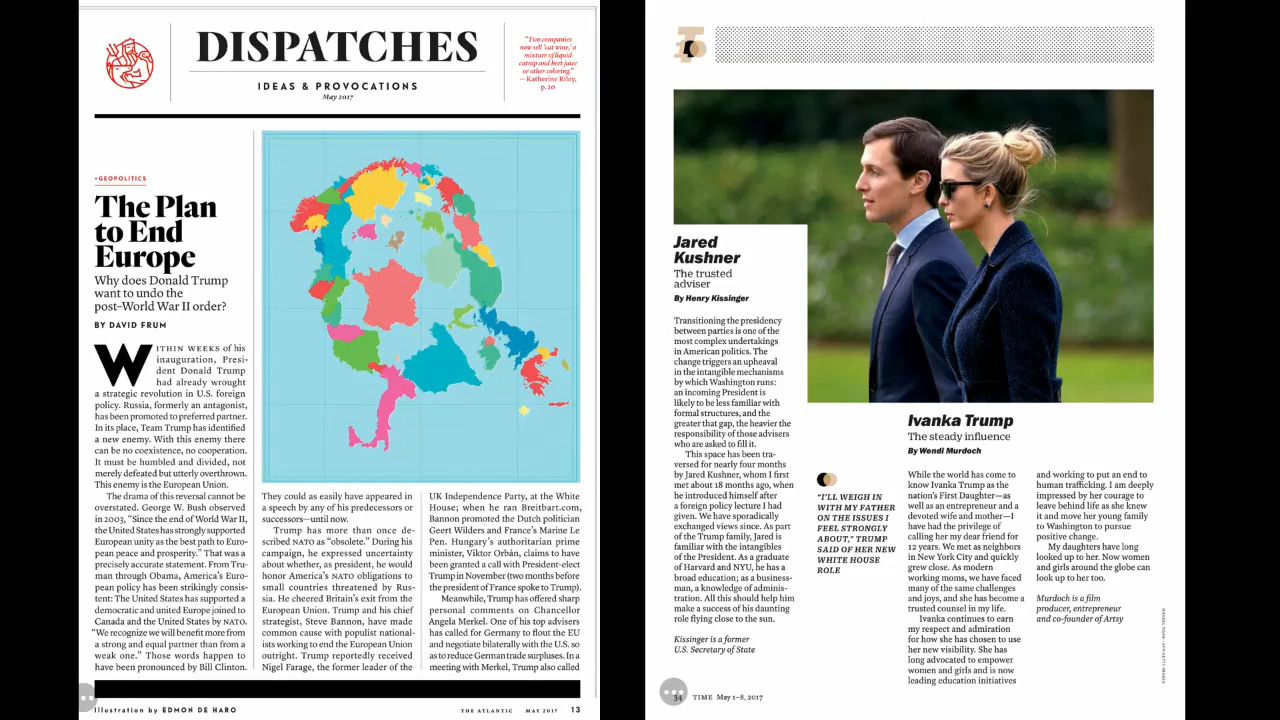 DISPATCHES
IDEAS & PROVOCATIONS
May 2017
"Two companies
now sell 'cat wine,' a
mixture of liquid
catnip and beet juice
or other coloring."
— Katherine Riley,
p. 20
•GEOPOLITICS
The Plan
to End
Europe
Why does Donald Trump
want to undo the
post–World War II order?
BY DAVID FRUM
WITHIN WEEKS of his
inauguration, Presi-
dent Donald Trump
had already wrought
a strategic revolution in U.S. foreign
policy. Russia, formerly an antagonist,
has been promoted to preferred partner.
In its place, Team Trump has identified
a new enemy. With this enemy there
can be no coexistence, no cooperation.
It must be humbled and divided, not
merely defeated but utterly overthrown.
This enemy is the European Union.
The drama of this reversal cannot be
overstated. George W. Bush observed
in 2003, "Since the end of World War II,
the United States has strongly supported
European unity as the best path to Euro-
pean peace and prosperity." That was a
precisely accurate statement. From Tru-
man through Obama, America's Euro-
pean policy has been strikingly consis-
tent: The United States has supported a
democratic and united Europe joined to
Canada and the United States by NATO.
"We recognize we will benefit more from
a strong and equal partner than from a
weak one." Those words happen to
have been pronounced by Bill Clinton.
They could as easily have appeared in
a speech by any of his predecessors or
successors—until now.
Trump has more than once de-
scribed NATO as "obsolete." During his
campaign, he expressed uncertainty
about whether, as president, he would
honor America's NATO obligations to
small countries threatened by Rus-
sia. He cheered Britain's exit from the
European Union. Trump and his chief
strategist, Steve Bannon, have made
common cause with populist national-
ists working to end the European Union
outright. Trump reportedly received
Nigel Farage, the former leader of the
UK Independence Party, at the White
House; when he ran Breitbart.com,
Bannon promoted the Dutch politician
Geert Wilders and France's Marine Le
Pen. Hungary's authoritarian prime
minister, Viktor Orbán, claims to have
been granted a call with President-elect
Trump in November (two months before
the president of France spoke to Trump).
Meanwhile, Trump has offered sharp
personal comments on Chancellor
Angela Merkel. One of his top advisers
has called for Germany to flout the EU
and negotiate bilaterally with the U.S. so
as to reduce German trade surpluses. In a
meeting with Merkel, Trump also called
Illustration by EDMON DE HARO
THE ATLANTIC MAY 2017 13
Jared
Kushner
The trusted
adviser
By Henry Kissinger
Transitioning the presidency
between parties is one of the
most complex undertakings
in American politics. The
change triggers an upheaval
in the intangible mechanisms
by which Washington runs:
an incoming President is
likely to be less familiar with
formal structures, and the
greater that gap, the heavier the
responsibility of those advisers
who are asked to fill it.
This space has been tra-
versed for nearly four months
by Jared Kushner, whom I first
met about 18 months ago, when
he introduced himself after
a foreign policy lecture I had
given. We have sporadically
exchanged views since. As part
of the Trump family, Jared is
familiar with the intangibles
of the President. As a graduate
of Harvard and NYU, he has a
broad education; as a business-
man, a knowledge of adminis-
tration. All this should help him
make a success of his daunting
role flying close to the sun.
Kissinger is a former
U.S. Secretary of State
"I'LL WEIGH IN
WITH MY FATHER
ON THE ISSUES I
FEEL STRONGLY
ABOUT," TRUMP
SAID OF HER NEW
WHITE HOUSE
ROLE
Ivanka Trump
The steady influence
By Wendi Murdoch
While the world has come to
know Ivanka Trump as the
nation's First Daughter—as
well as an entrepreneur and a
devoted wife and mother—I
have had the privilege of
calling her my dear friend for
12 years. We met as neighbors
in New York City and quickly
grew close. As modern
working moms, we have faced
many of the same challenges
and joys, and she has become a
trusted counsel in my life.
Ivanka continues to earn
my respect and admiration
for how she has chosen to use
her new visibility. She has
long advocated to empower
women and girls and is now
leading education initiatives
and working to put an end to
human trafficking. I am deeply
impressed by her courage to
leave behind life as she knew
it and move her young family
to Washington to pursue
positive change.
My daughters have long
looked up to her. Now women
and girls around the globe can
look up to her too.
Murdoch is a film
producer, entrepreneur
and co-founder of Artsy
34 TIME May 1–8, 2017